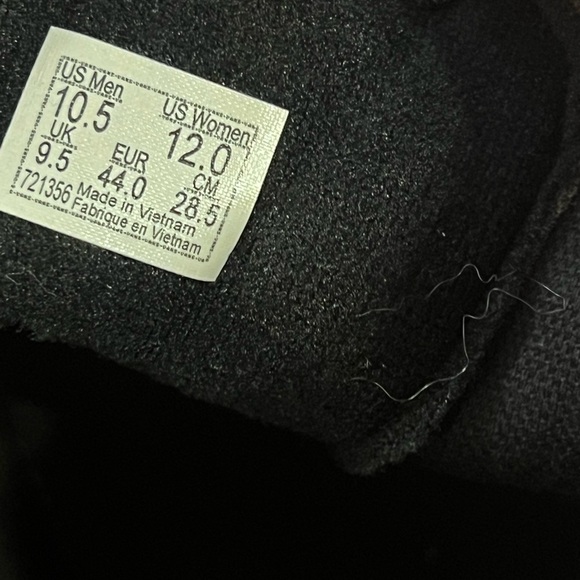 US Men US Women
10.5 12.0
UK EUR CM
9.5 44.0 28.5
721356 Made in Vietnam
Fabriqué en Vietnam